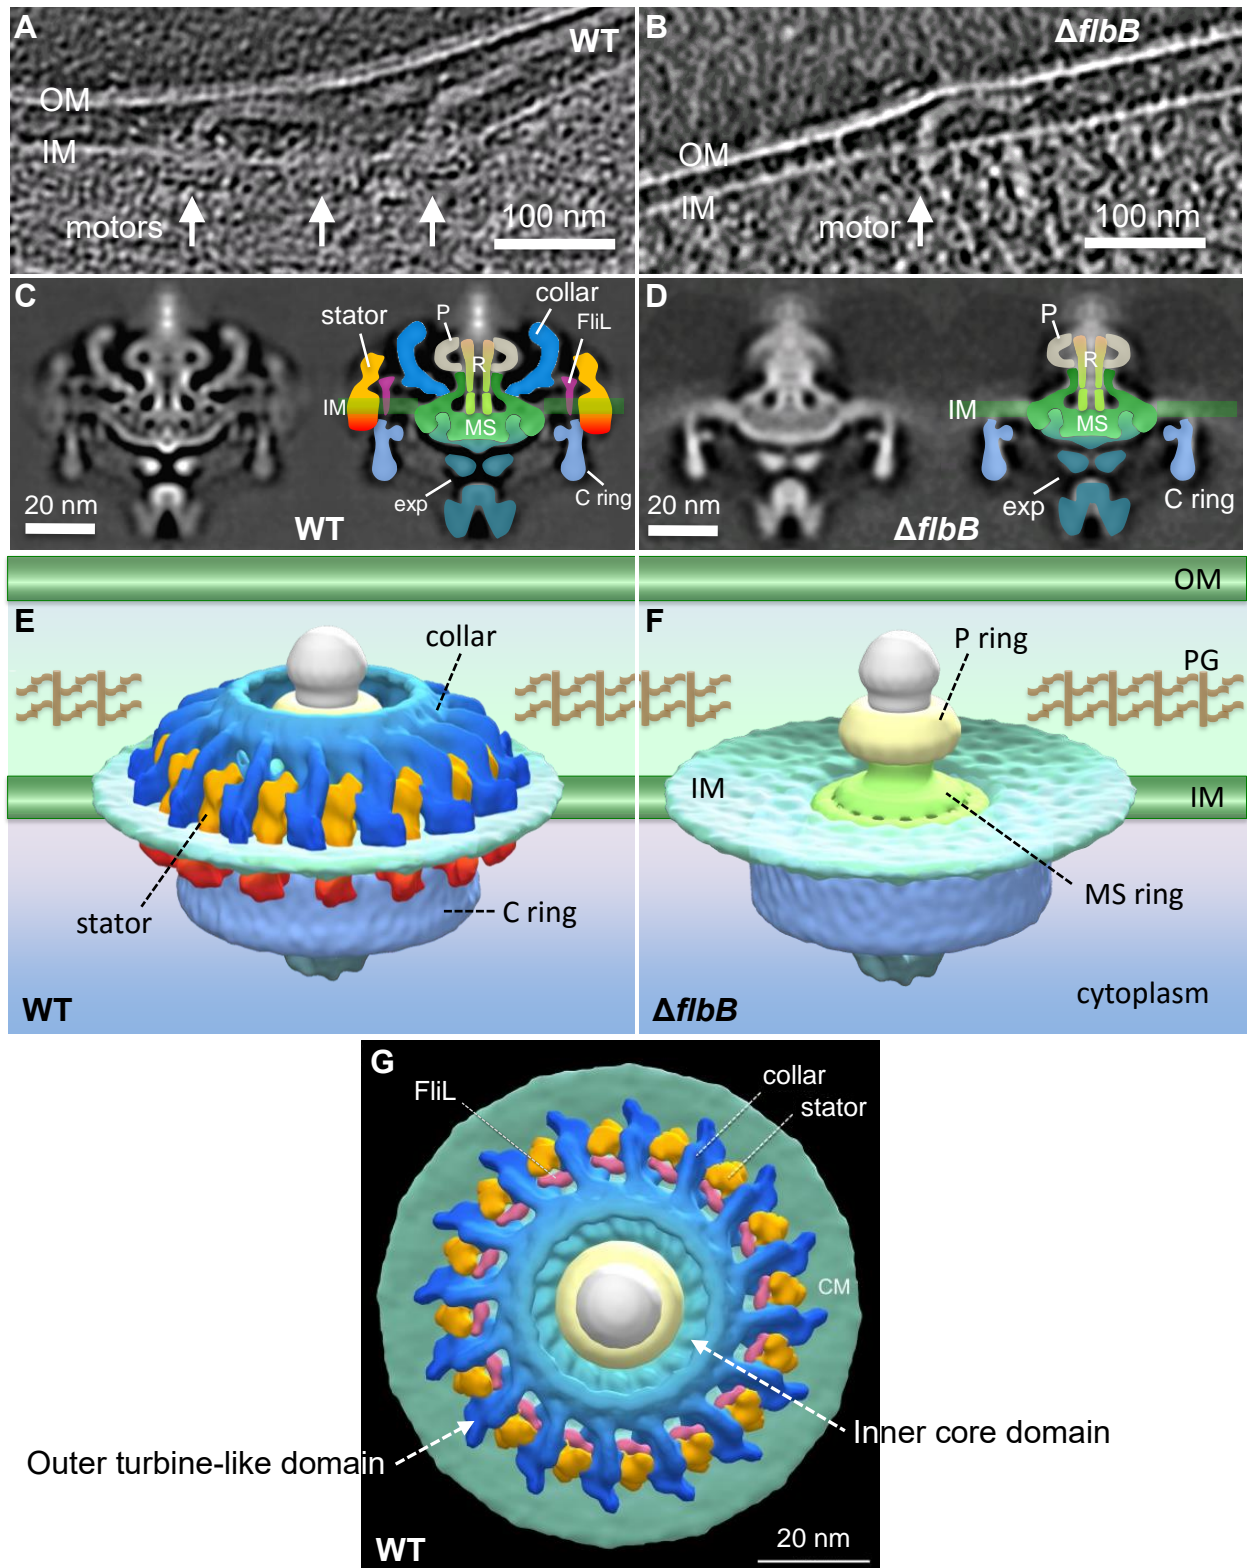 A
WT
OM
IM
motors
100 nm
B
ΔflbB
OM
IM
motor
100 nm
C
stator
P
collar
FliL
R
IM
MS
exp
C ring
20 nm
WT
D
P
R
IM
MS
exp
C ring
20 nm
ΔflbB
E
collar
stator
C ring
WT
OM
F
P ring
PG
IM
IM
MS ring
cytoplasm
ΔflbB
G
FliL
collar
stator
CM
Inner core domain
Outer turbine-like domain
20 nm
WT